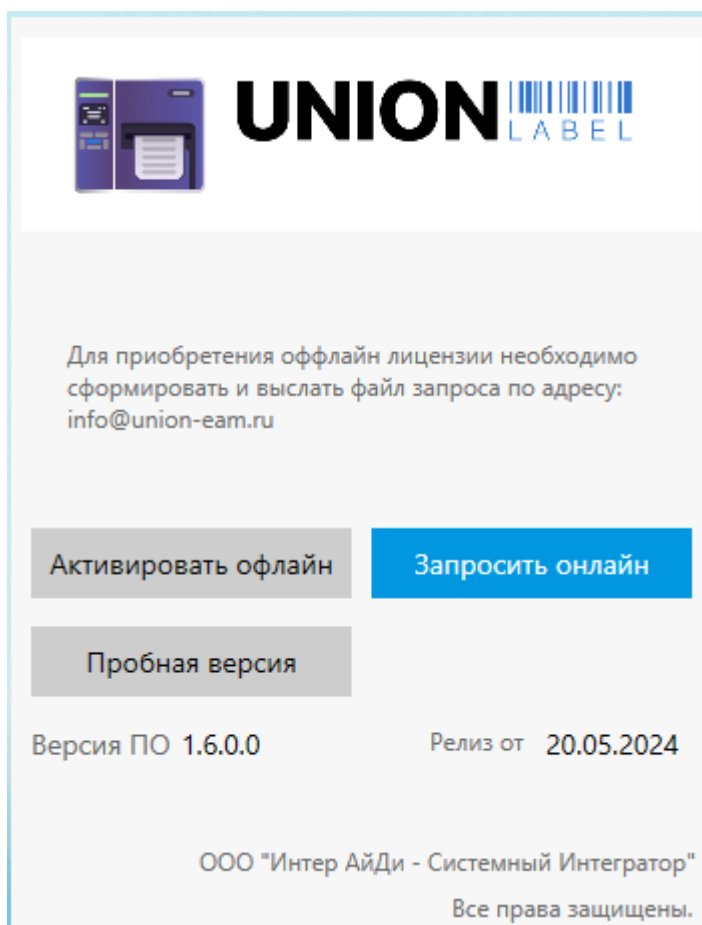 UNION
LABEL
Для приобретения оффлайн лицензии необходимо
сформировать и выслать файл запроса по адресу:
info@union-eam.ru
Активировать офлайн
Запросить онлайн
Пробная версия
Версия ПО 1.6.0.0
Релиз от 20.05.2024
ООО "Интер АйДи - Системный Интегратор"
Все права защищены.